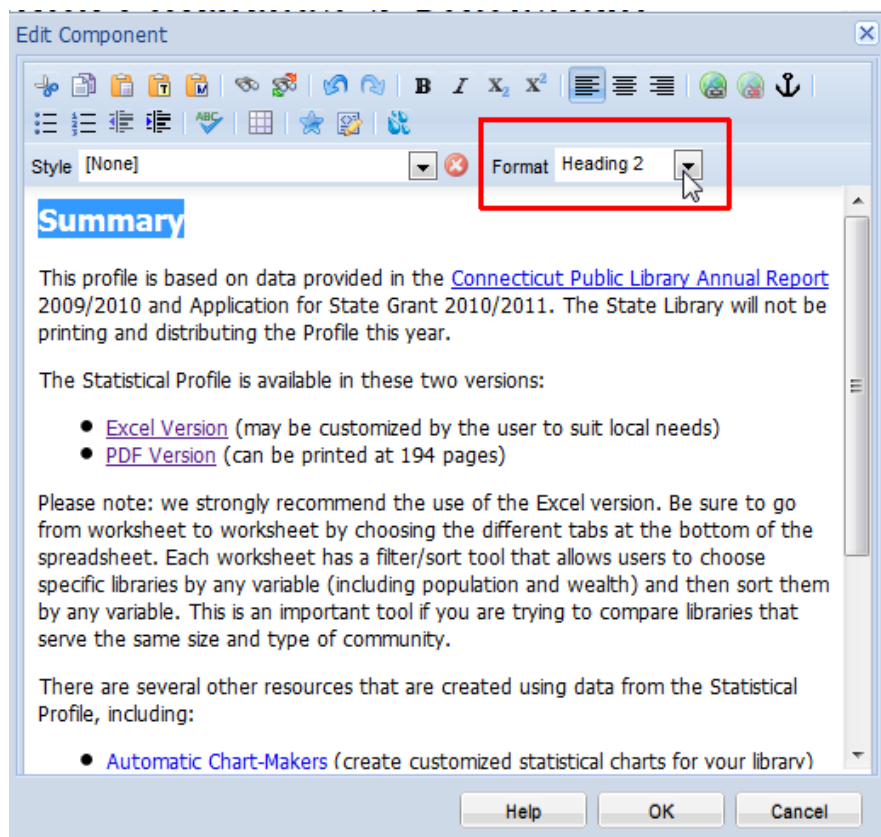 Edit Component
B I X₂ X²
ABC
Style [None] Format Heading 2
Summary
This profile is based on data provided in the Connecticut Public Library Annual Report
2009/2010 and Application for State Grant 2010/2011. The State Library will not be
printing and distributing the Profile this year.
The Statistical Profile is available in these two versions:
• Excel Version (may be customized by the user to suit local needs)
• PDF Version (can be printed at 194 pages)
Please note: we strongly recommend the use of the Excel version. Be sure to go
from worksheet to worksheet by choosing the different tabs at the bottom of the
spreadsheet. Each worksheet has a filter/sort tool that allows users to choose
specific libraries by any variable (including population and wealth) and then sort them
by any variable. This is an important tool if you are trying to compare libraries that
serve the same size and type of community.
There are several other resources that are created using data from the Statistical
Profile, including:
• Automatic Chart-Makers (create customized statistical charts for your library)
Help OK Cancel